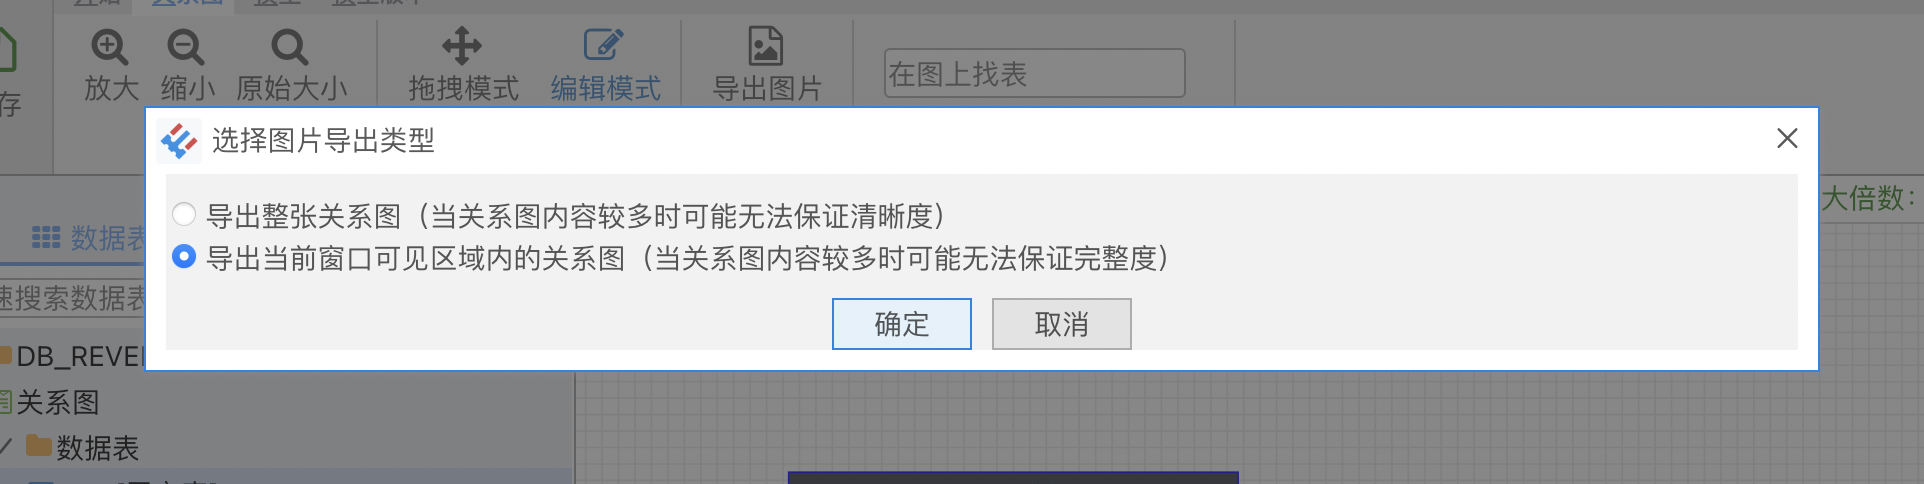 放大 缩小 原始大小 拖拽模式 编辑模式 导出图片 在图上找表
存
选择图片导出类型
大倍数：
导出整张关系图（当关系图内容较多时可能无法保证清晰度）
数据表
导出当前窗口可见区域内的关系图（当关系图内容较多时可能无法保证完整度）
速搜索数据表
确定 取消
DB_REVE
关系图
数据表